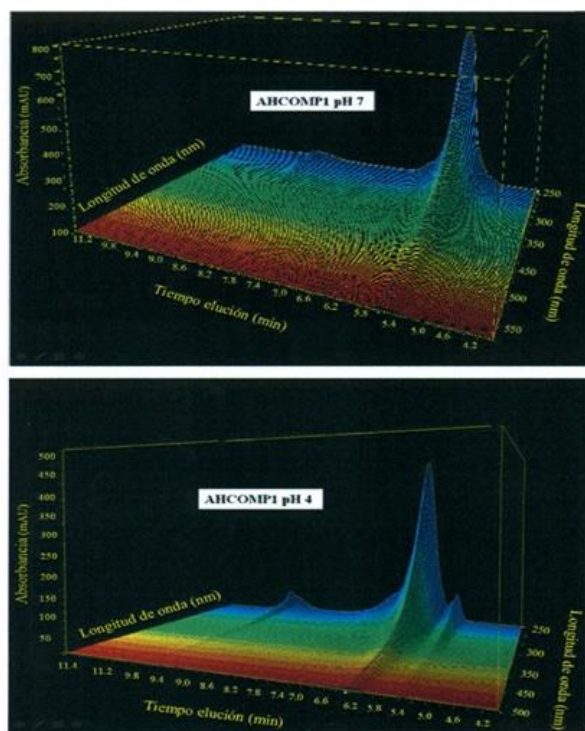 800
700
600
500
400
300
200
100
Absorbancia (mAU)
AHCOMP1 pH 7
Longitud de onda (nm)
11.2 9.8 9.4 9.0 8.6 8.2 7.8 7.4 7.0 6.6 6.2 5.8 5.4 5.0 4.6 4.2
Tiempo elución (min)
250
300
350
450
500
550
Longitud de onda (nm)
500
450
400
350
300
250
200
150
100
50
Absorbancia (mAU)
AHCOMP1 pH 4
Longitud de onda (nm)
11.4 11.0 9.8 9.4 9.0 8.6 8.2 7.8 7.4 7.0 6.6 6.2 5.8 5.4 5.0 4.6 4.2
Tiempo elución (min)
250
300
350
450
500
Longitud de onda (nm)